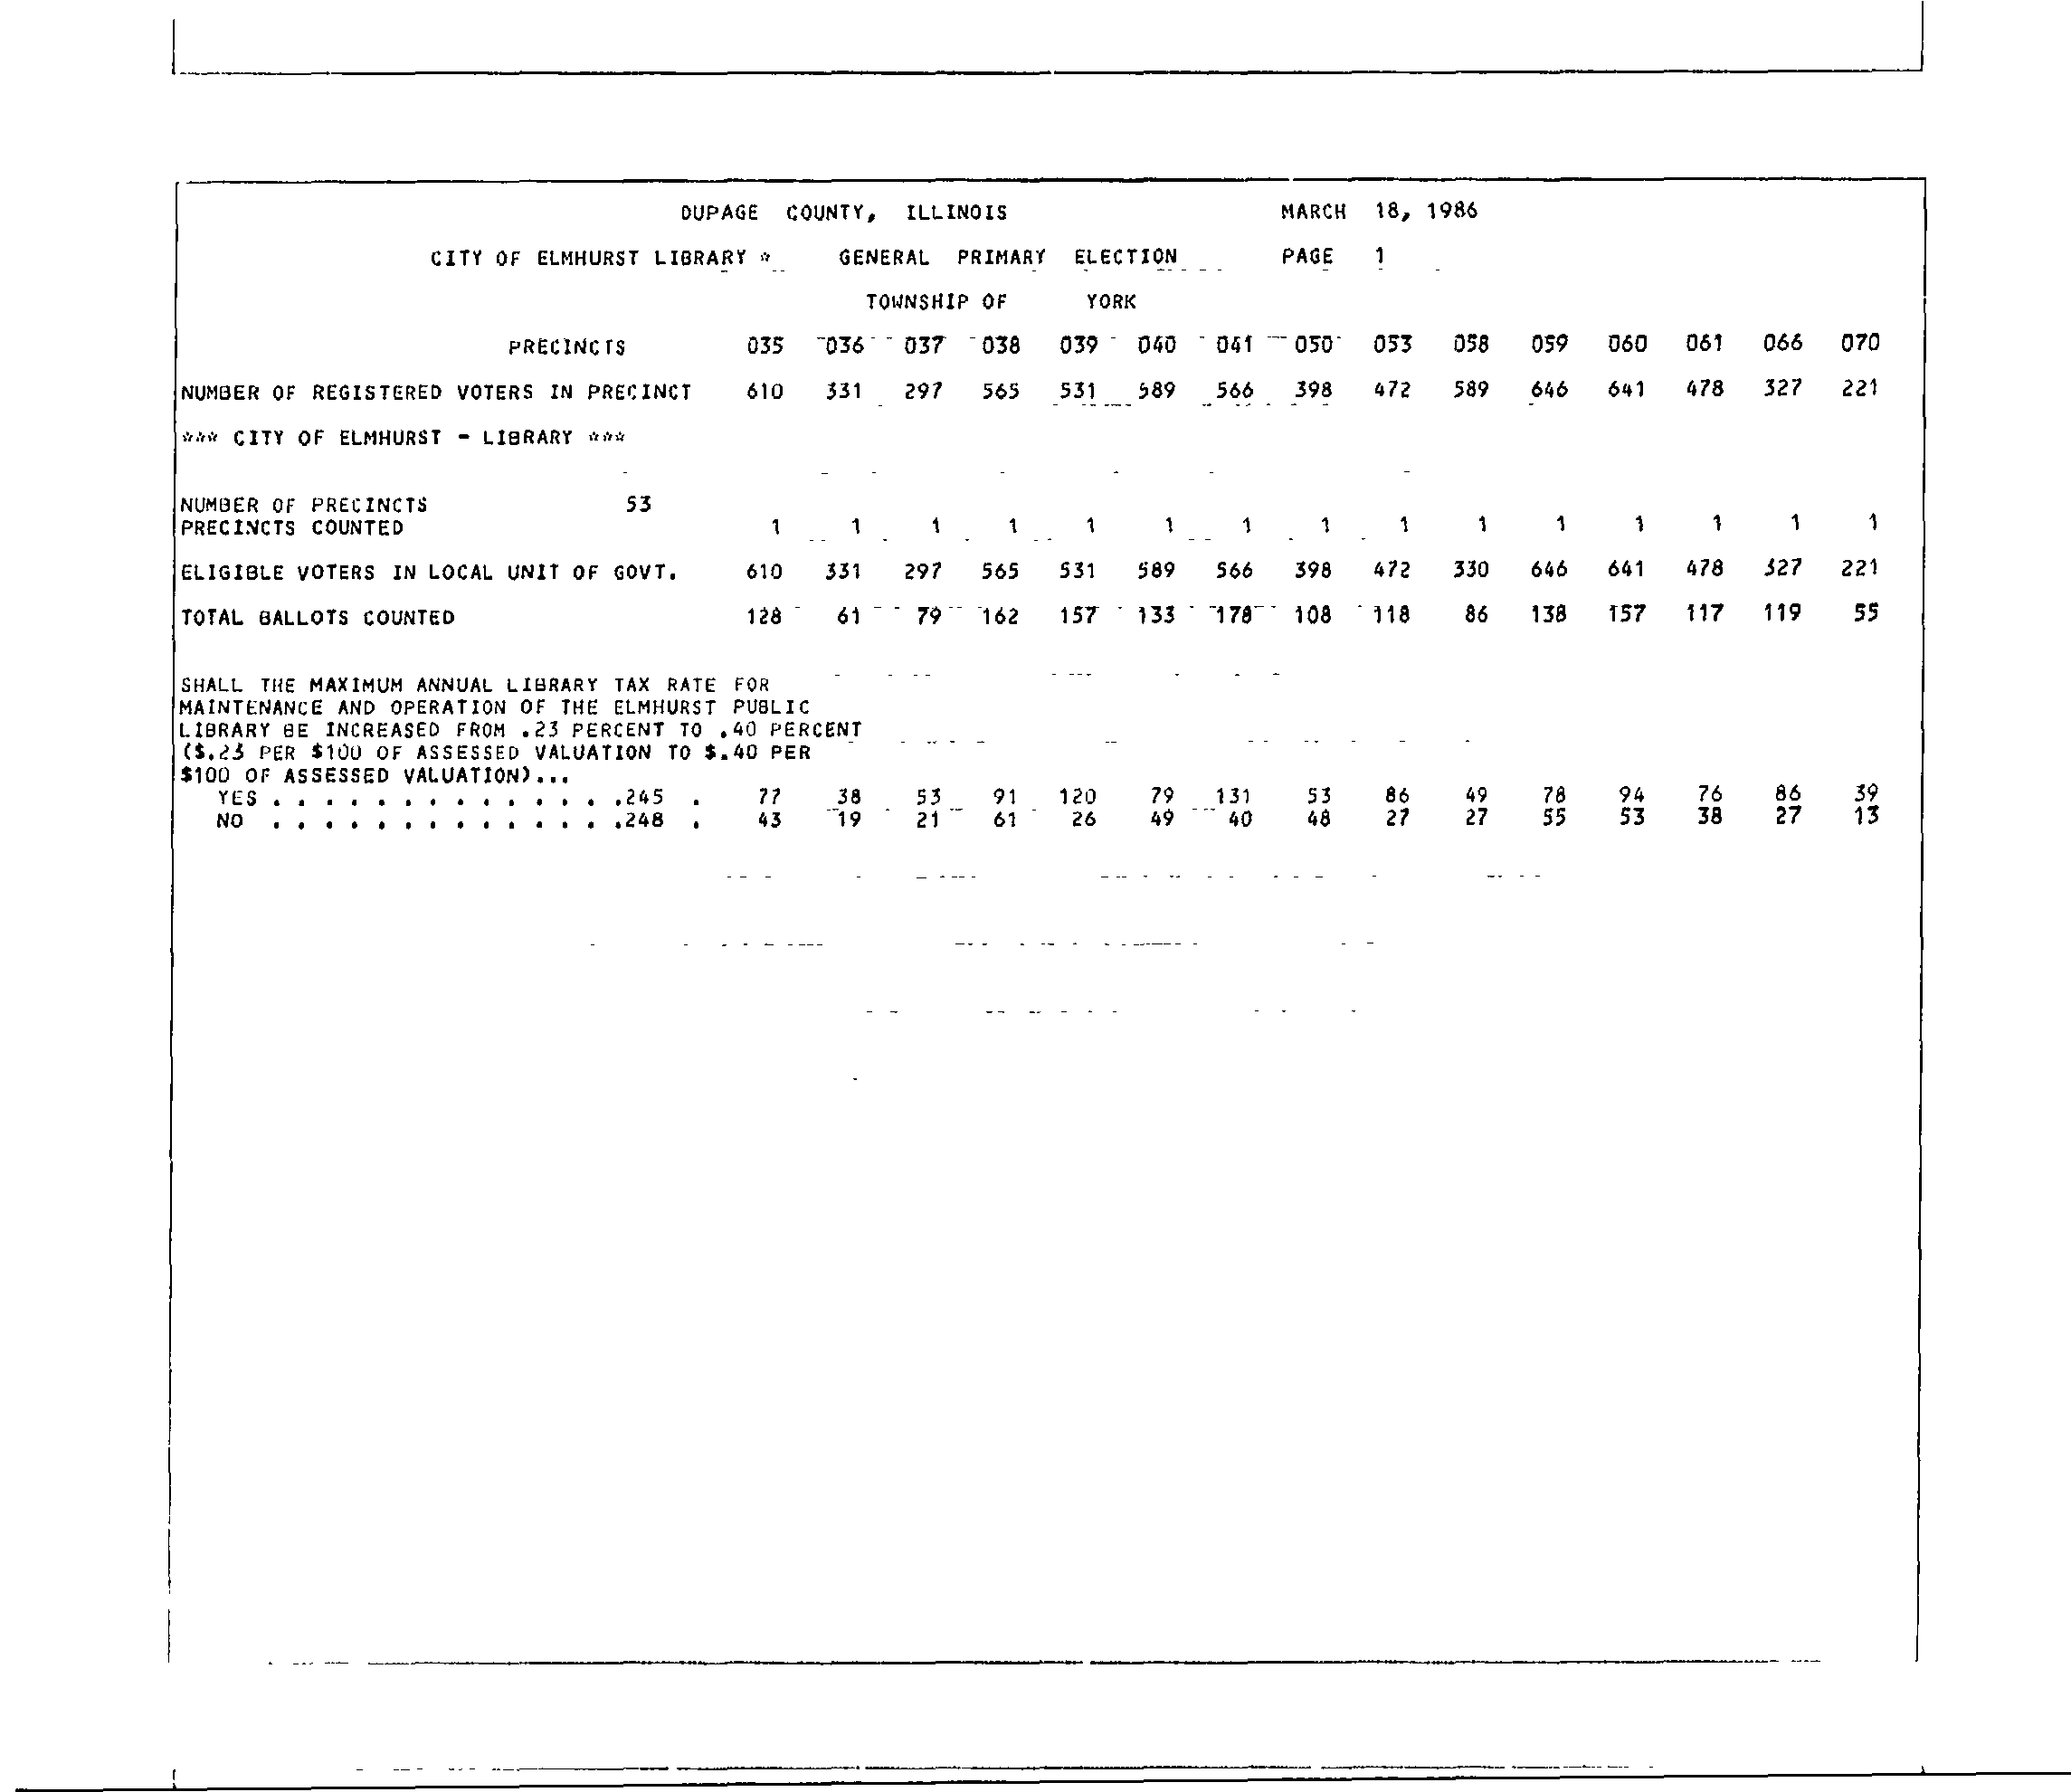 DUPAGE COUNTY, ILLINOIS MARCH 18, 1986
CITY OF ELMHURST LIBRARY * GENERAL PRIMARY ELECTION PAGE 1
TOWNSHIP OF YORK
PRECINCTS 035 036 037 038 039 040 041 050 053 058 059 060 061 066 070
NUMBER OF REGISTERED VOTERS IN PRECINCT 610 331 297 565 531 589 566 398 472 589 646 641 478 327 221
*** CITY OF ELMHURST - LIBRARY ***
NUMBER OF PRECINCTS 53
PRECINCTS COUNTED 1 1 1 1 1 1 1 1 1 1 1 1 1 1 1
ELIGIBLE VOTERS IN LOCAL UNIT OF GOVT. 610 331 297 565 531 589 566 398 472 330 646 641 478 327 221
TOTAL BALLOTS COUNTED 128 61 79 162 157 133 178 108 118 86 138 157 117 119 55
SHALL THE MAXIMUM ANNUAL LIBRARY TAX RATE FOR
MAINTENANCE AND OPERATION OF THE ELMHURST PUBLIC
LIBRARY BE INCREASED FROM .23 PERCENT TO .40 PERCENT
($.23 PER $100 OF ASSESSED VALUATION TO $.40 PER
$100 OF ASSESSED VALUATION)...
YES . . . . . . . . . . . . . .245 . 77 38 53 91 120 79 131 53 86 49 78 94 76 86 39
NO . . . . . . . . . . . . . .248 . 43 19 21 61 26 49 40 48 27 27 55 53 38 27 13